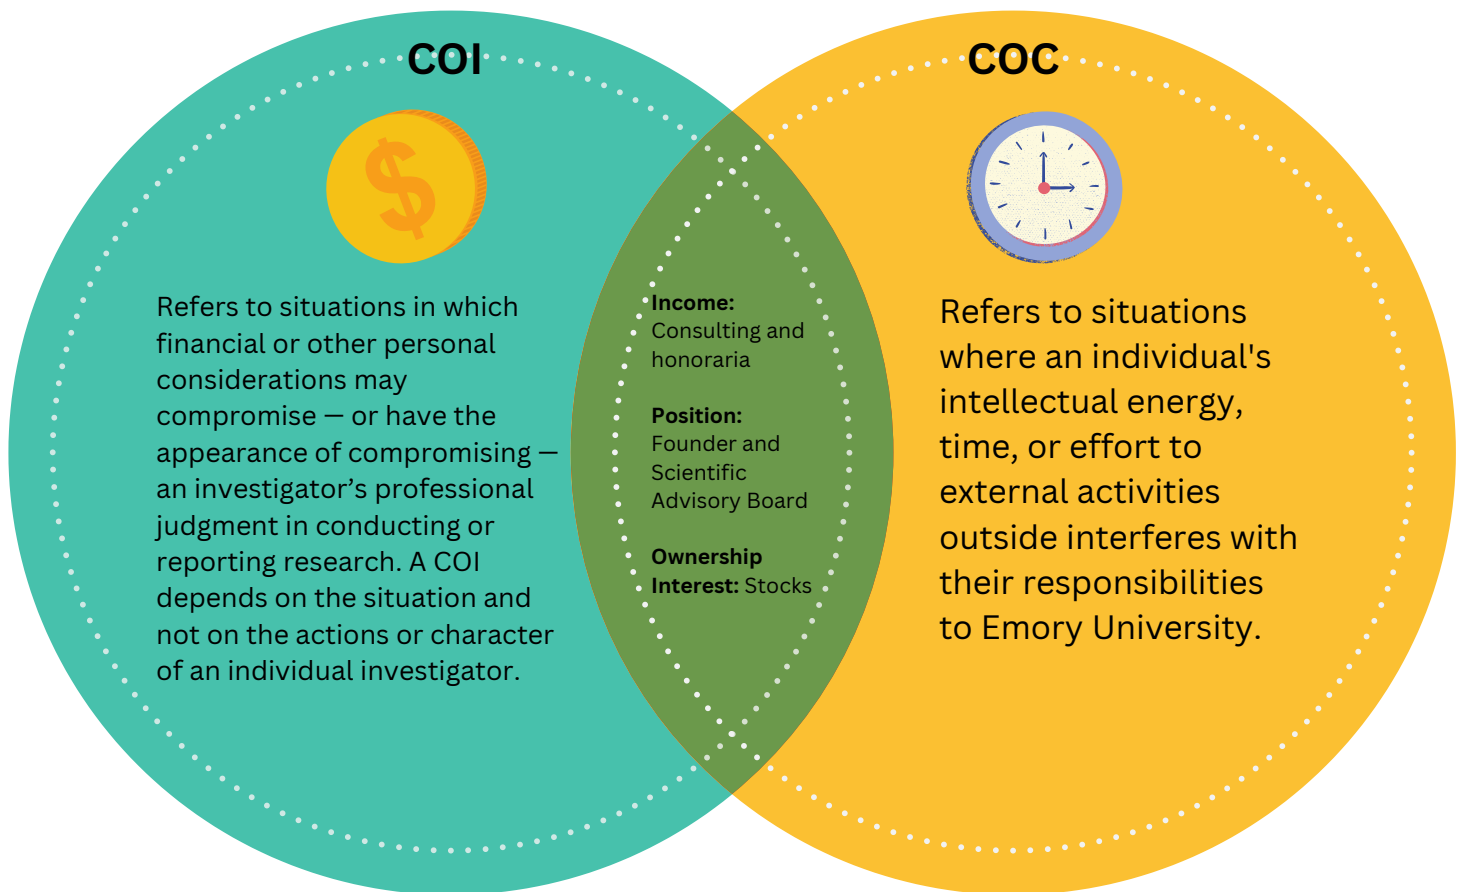 COI
Refers to situations in which
financial or other personal
considerations may
compromise — or have the
appearance of compromising —
an investigator’s professional
judgment in conducting or
reporting research. A COI
depends on the situation and
not on the actions or character
of an individual investigator.
Income:
Consulting and
honoraria
Position:
Founder and
Scientific
Advisory Board
Ownership
Interest: Stocks
COC
Refers to situations
where an individual's
intellectual energy,
time, or effort to
external activities
outside interferes with
their responsibilities
to Emory University.
$